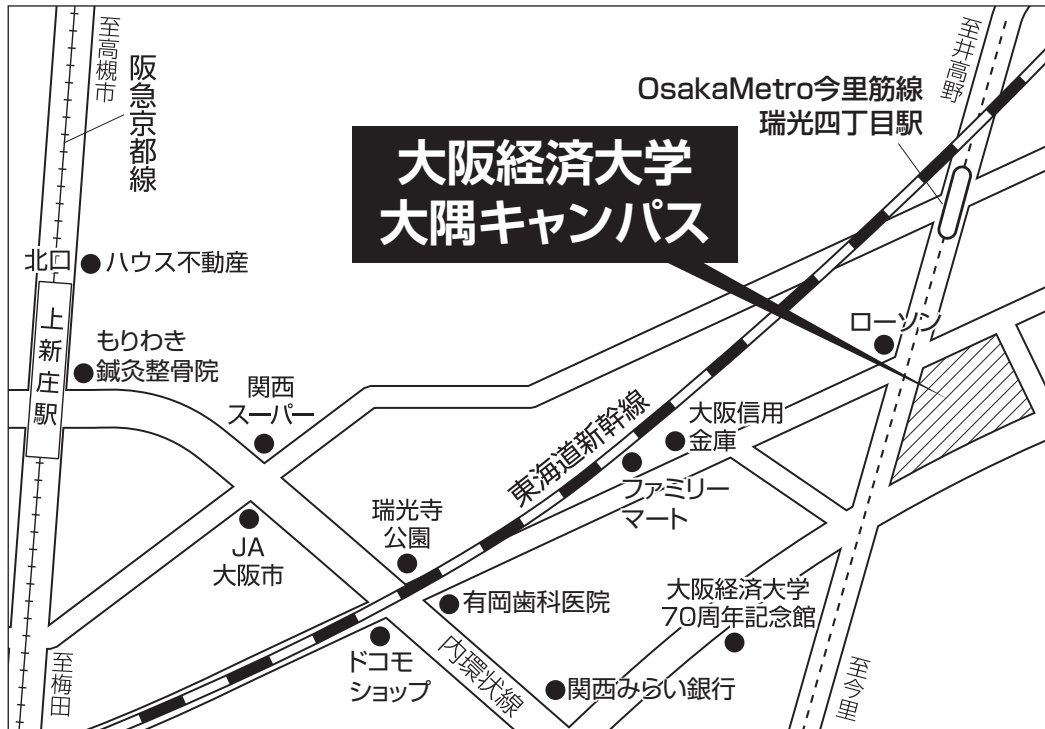 至高槻市
阪急京都線
至井高野
OsakaMetro今里筋線
瑞光四丁目駅
大阪経済大学
大隅キャンパス
北口
ハウス不動産
上新庄駅
もりわき
鍼灸整骨院
関西
スーパー
ローソン
東海道新幹線
大阪信用
金庫
ファミリー
マート
瑞光寺
公園
JA
大阪市
有岡歯科医院
大阪経済大学
70周年記念館
ドコモ
ショップ
内環状線
関西みらい銀行
至梅田
至今里